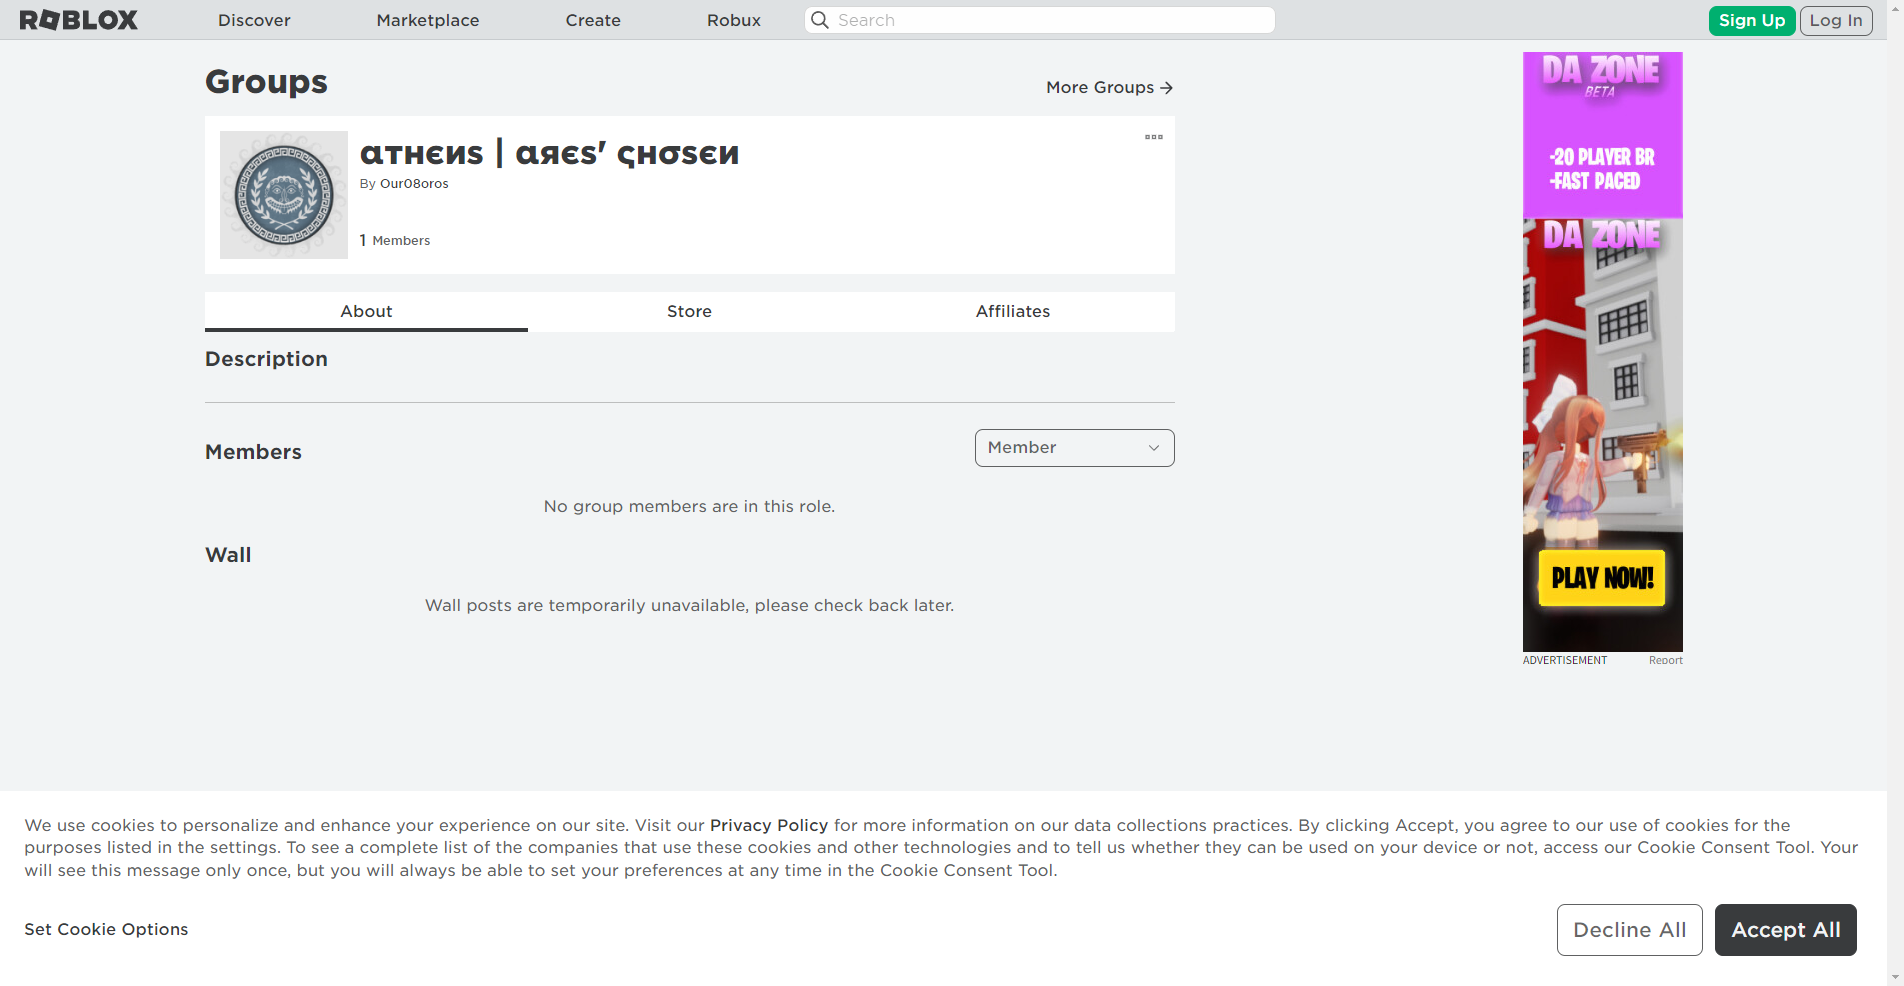 ROBLOX
Discover
Marketplace
Create
Robux
Search
Sign Up
Log In
Groups
More Groups →
αтнєиѕ | αяєѕ' ςнσѕєи
By Our08oros
1 Members
About
Store
Affiliates
Description
Members
Member
No group members are in this role.
Wall
Wall posts are temporarily unavailable, please check back later.
DA ZONE
BETA
-20 PLAYER BR
-FAST PACED
DA ZONE
PLAY NOW!
ADVERTISEMENT
Report
We use cookies to personalize and enhance your experience on our site. Visit our Privacy Policy for more information on our data collections practices. By clicking Accept, you agree to our use of cookies for the
purposes listed in the settings. To see a complete list of the companies that use these cookies and other technologies and to tell us whether they can be used on your device or not, access our Cookie Consent Tool. Your
will see this message only once, but you will always be able to set your preferences at any time in the Cookie Consent Tool.
Set Cookie Options
Decline All
Accept All